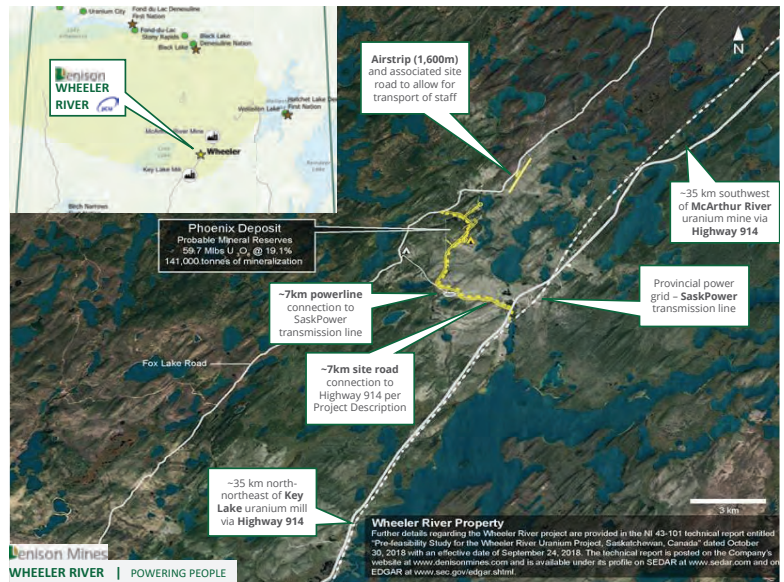 Uranium City
Fond du Lac Denesuline
First Nation
Fond-du-Lac
Stony Rapids
Black Lake
Black Lake
Denesuline Nation
Hatchet Lake De
First Nation
Wollaston Lake
Denison
WHEELER
RIVER
McArthur River Mine
Wheeler
Key Lake Mill
Birch Narrows
Airstrip (1,600m)
and associated site
road to allow for
transport of staff
N
~35 km southwest
of McArthur River
uranium mine via
Highway 914
Phoenix Deposit
Probable Mineral Reserves
59.7 Mlbs U3O8 @ 19.1%
141,000 tonnes of mineralization
~7km powerline
connection to
SaskPower
transmission line
Provincial power
grid – SaskPower
transmission line
~7km site road
connection to
Highway 914 per
Project Description
Fox Lake Road
~35 km north-
northeast of Key
Lake uranium mill
via Highway 914
3 km
Wheeler River Property
Further details regarding the Wheeler River project are provided in the NI 43-101 technical report entitled
"Pre-feasibility Study for the Wheeler River Uranium Project, Saskatchewan, Canada" dated October
30, 2018 with an effective date of September 24, 2018. The technical report is posted on the Company's
website at www.denisonmines.com and is available under its profile on SEDAR at www.sedar.com and on
EDGAR at www.sec.gov/edgar.shtml.
Denison Mines
WHEELER RIVER | POWERING PEOPLE